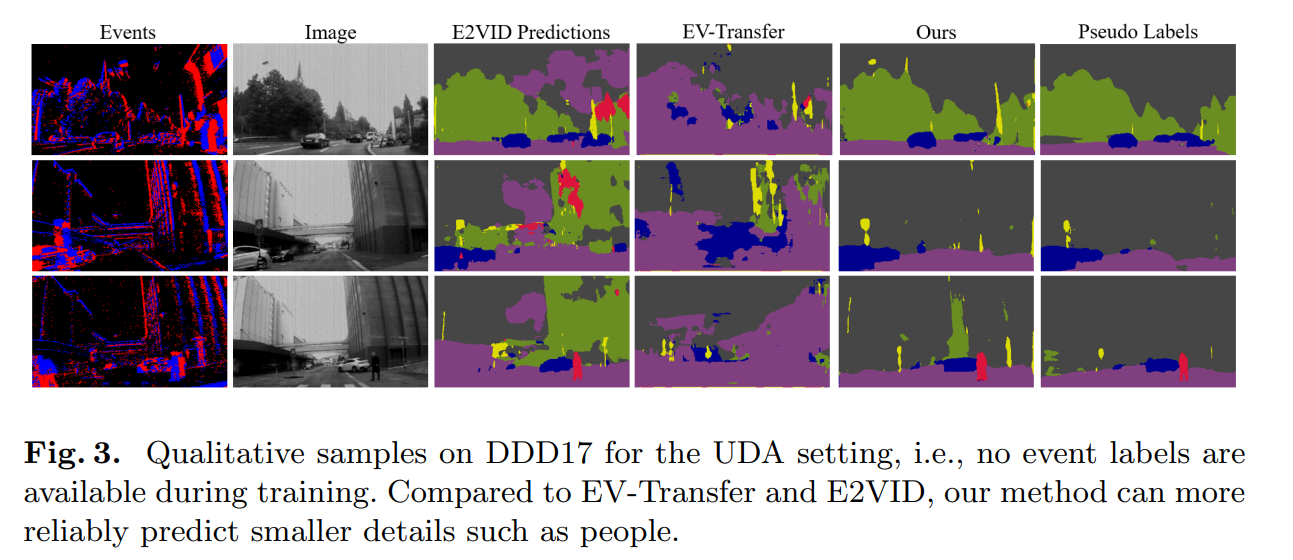 Events Image E2VID Predictions EV-Transfer Ours Pseudo Labels
Fig. 3. Qualitative samples on DDD17 for the UDA setting, i.e., no event labels are
available during training. Compared to EV-Transfer and E2VID, our method can more
reliably predict smaller details such as people.